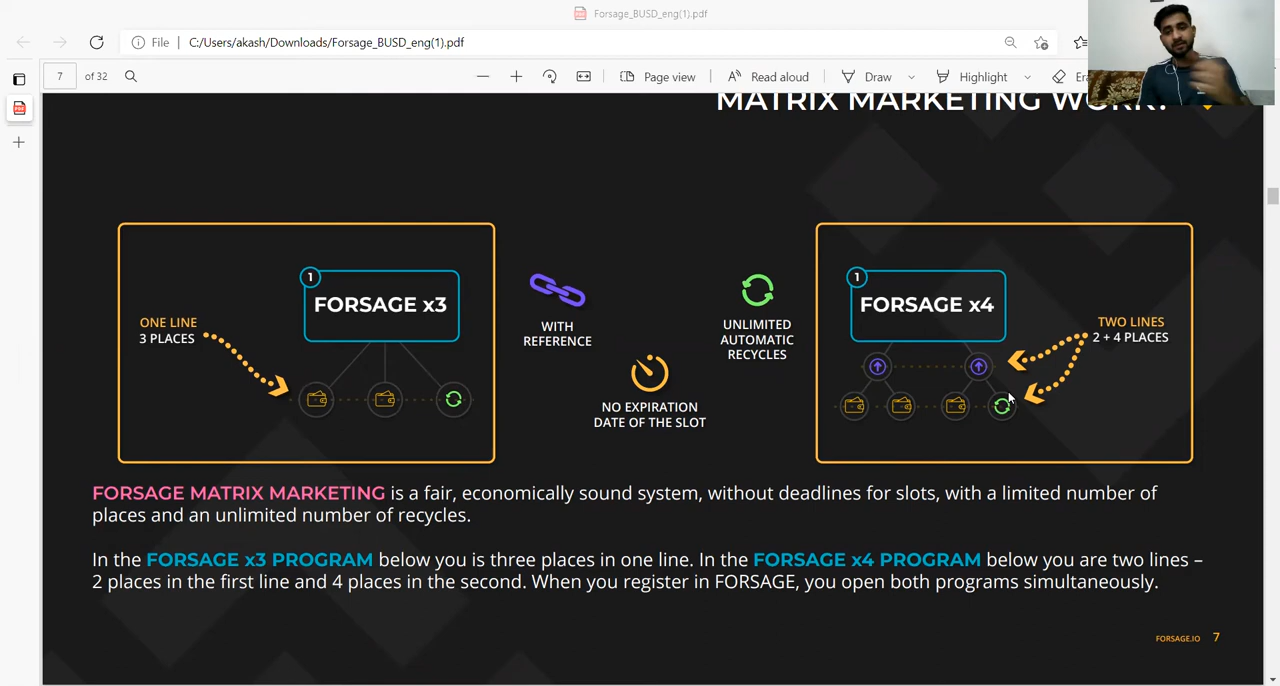 Forsage_BUSD_eng(1).pdf
File | C:/Users/akash/Downloads/Forsage_BUSD_eng(1).pdf
7 of 32
Page view
Read aloud
Draw
Highlight
MATRIX MARKETING WORK?
1
FORSAGE x3
ONE LINE
3 PLACES
WITH
REFERENCE
NO EXPIRATION
DATE OF THE SLOT
UNLIMITED
AUTOMATIC
RECYCLES
1
FORSAGE x4
TWO LINES
2 + 4 PLACES
FORSAGE MATRIX MARKETING is a fair, economically sound system, without deadlines for slots, with a limited number of
places and an unlimited number of recycles.
In the FORSAGE x3 PROGRAM below you is three places in one line. In the FORSAGE x4 PROGRAM below you are two lines –
2 places in the first line and 4 places in the second. When you register in FORSAGE, you open both programs simultaneously.
FORSAGE.IO 7